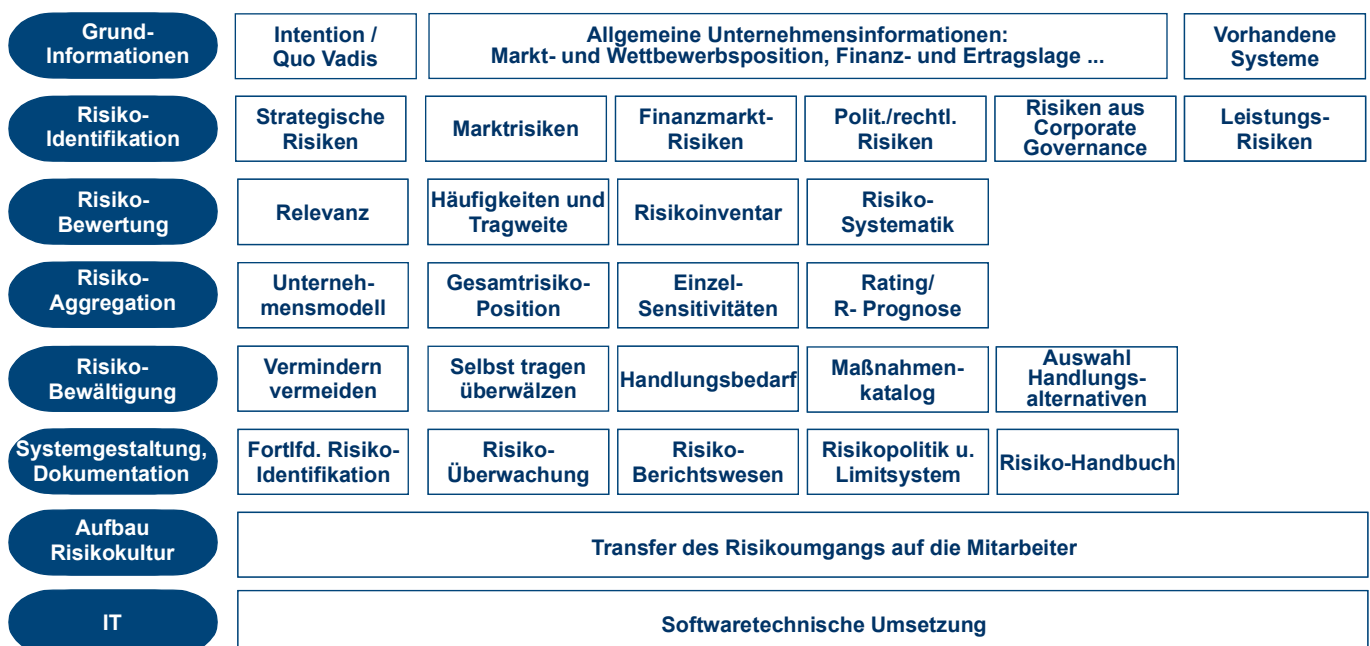 Grund-
Informationen
Intention /
Quo Vadis
Allgemeine Unternehmensinformationen:
Markt- und Wettbewerbsposition, Finanz- und Ertragslage ...
Vorhandene
Systeme
Risiko-
Identifikation
Strategische
Risiken
Marktrisiken
Finanzmarkt-
Risiken
Polit./rechtl.
Risiken
Risiken aus
Corporate
Governance
Leistungs-
Risiken
Risiko-
Bewertung
Relevanz
Häufigkeiten und
Tragweite
Risikoinventar
Risiko-
Systematik
Risiko-
Aggregation
Unterneh-
mensmodell
Gesamtrisiko-
Position
Einzel-
Sensitivitäten
Rating/
R- Prognose
Risiko-
Bewältigung
Vermindern
vermeiden
Selbst tragen
überwälzen
Handlungsbedarf
Maßnahmen-
katalog
Auswahl
Handlungs-
alternativen
Systemgestaltung,
Dokumentation
Fortlfd. Risiko-
Identifikation
Risiko-
Überwachung
Risiko-
Berichtswesen
Risikopolitik u.
Limitsystem
Risiko-Handbuch
Aufbau
Risikokultur
Transfer des Risikoumgangs auf die Mitarbeiter
IT
Softwaretechnische Umsetzung